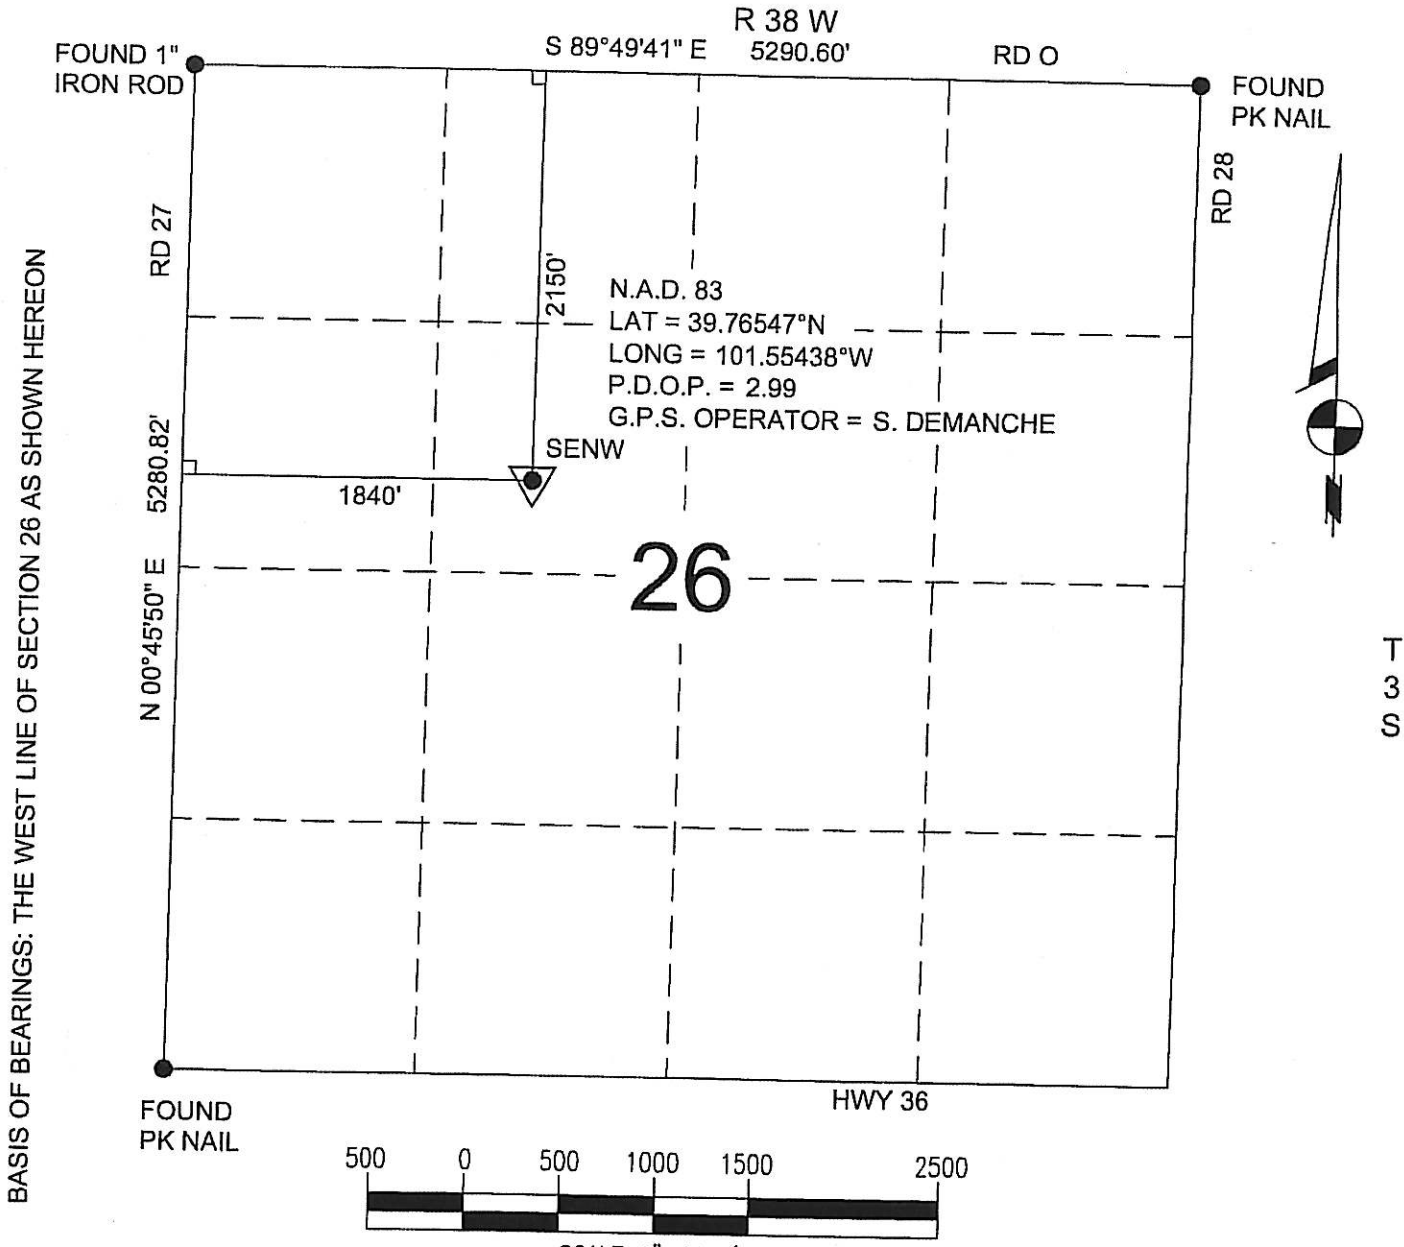 R 38 W
S 89°49'41" E 5290.60' RD O
FOUND 1"
IRON ROD
FOUND
PK NAIL
RD 28
RD 27
2150'
N.A.D. 83
LAT = 39.76547°N
LONG = 101.55438°W
P.D.O.P. = 2.99
G.P.S. OPERATOR = S. DEMANCHE
SENW
1840'
N 00°45'50" E 5280.82'
BASIS OF BEARINGS: THE WEST LINE OF SECTION 26 AS SHOWN HEREON
26
T
3
S
N
HWY 36
FOUND
PK NAIL
500 0 500 1000 1500 2500